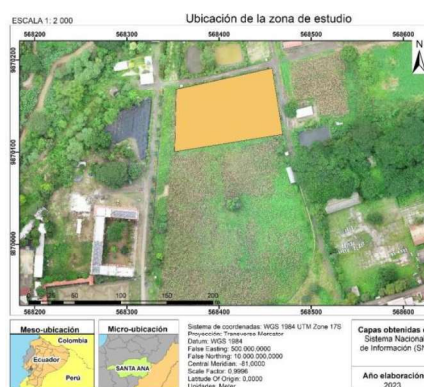 ESCALA 1: 2 000
Ubicación de la zona de estudio
568200 568300 568400 568500 568600
N
9870200
9870100
9870000
50 100 150 200
568200 568300 568400 568500 568600
Meso-ubicación
Colombia
Ecuador
Perú
Micro-ubicación
SANTA ANA
Sistema de coordenadas: WGS 1984 UTM Zone 17S
Proyección: Transverse Mercator
Datum: WGS 1984
False Easting: 500 000,0000
False Northing: 10 000 000,0000
Central Meridian: -81,0000
Scale Factor: 0,9996
Latitude Of Origin: 0,0000
Unidades: Meter
Capas obtenidas d
Sistema Nacional
de Información (SN
Año elaboración
2023